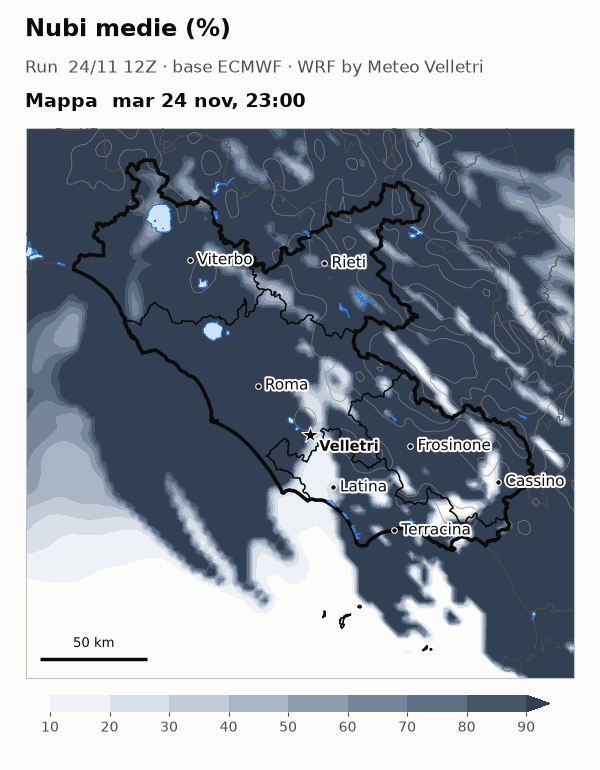 Nubi medie (%)
Run  24/11 12Z · base ECMWF · WRF by Meteo Velletri
Mappa  mar 24 nov, 23:00
Viterbo
Rieti
Roma
Velletri
Frosinone
Cassino
Latina
Terracina
50 km
10 20 30 40 50 60 70 80 90